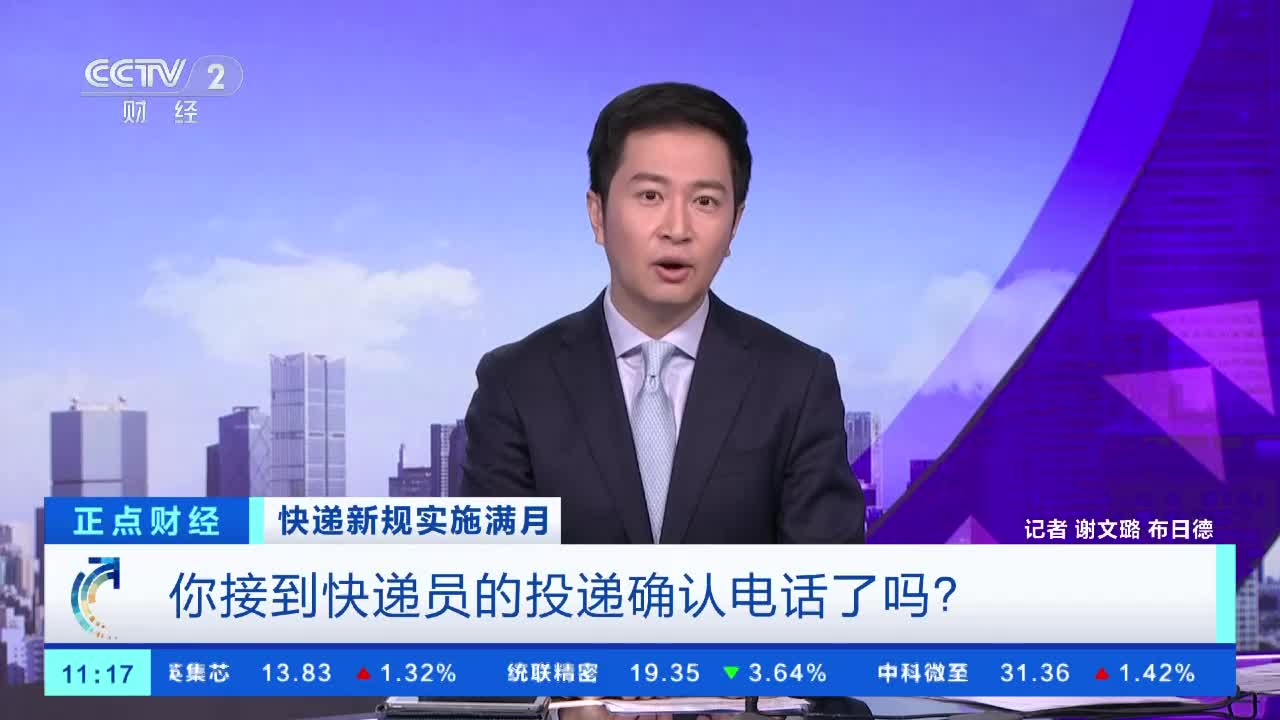 CCTV 2
财 经
正点财经 快递新规实施满月
记者 谢文璐 布日德
你接到快递员的投递确认电话了吗?
11:17 英集芯 13.83 1.32% 统联精密 19.35 3.64% 中科微至 31.36 1.42%